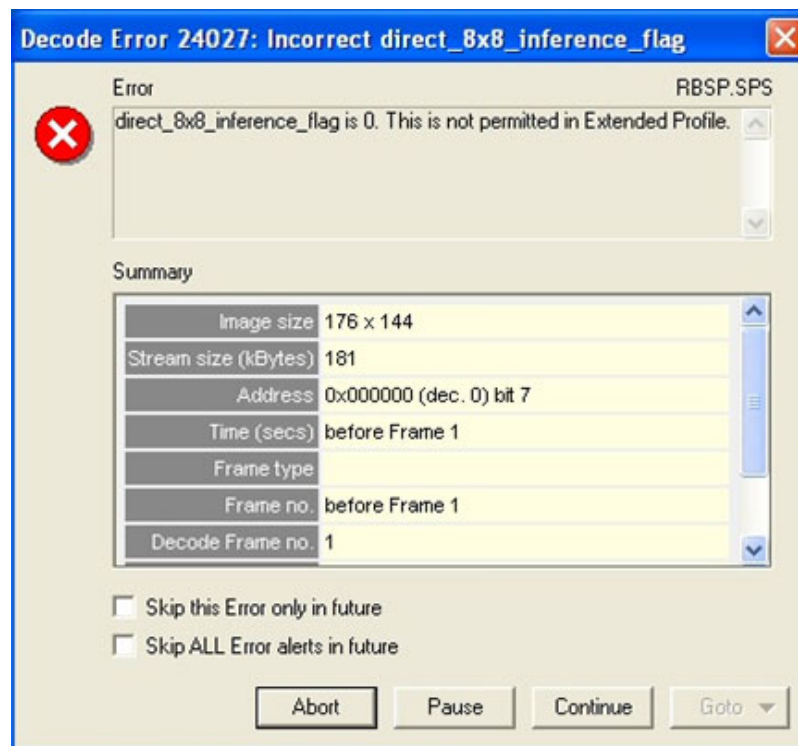 Decode Error 24027: Incorrect direct_8x8_inference_flag
Error RBSP.SPS
direct_8x8_inference_flag is 0. This is not permitted in Extended Profile.
Summary
Image size 176 x 144
Stream size (kBytes) 181
Address 0x000000 (dec. 0) bit 7
Time (secs) before Frame 1
Frame type
Frame no. before Frame 1
Decode Frame no. 1
Skip this Error only in future
Skip ALL Error alerts in future
Abort Pause Continue Goto